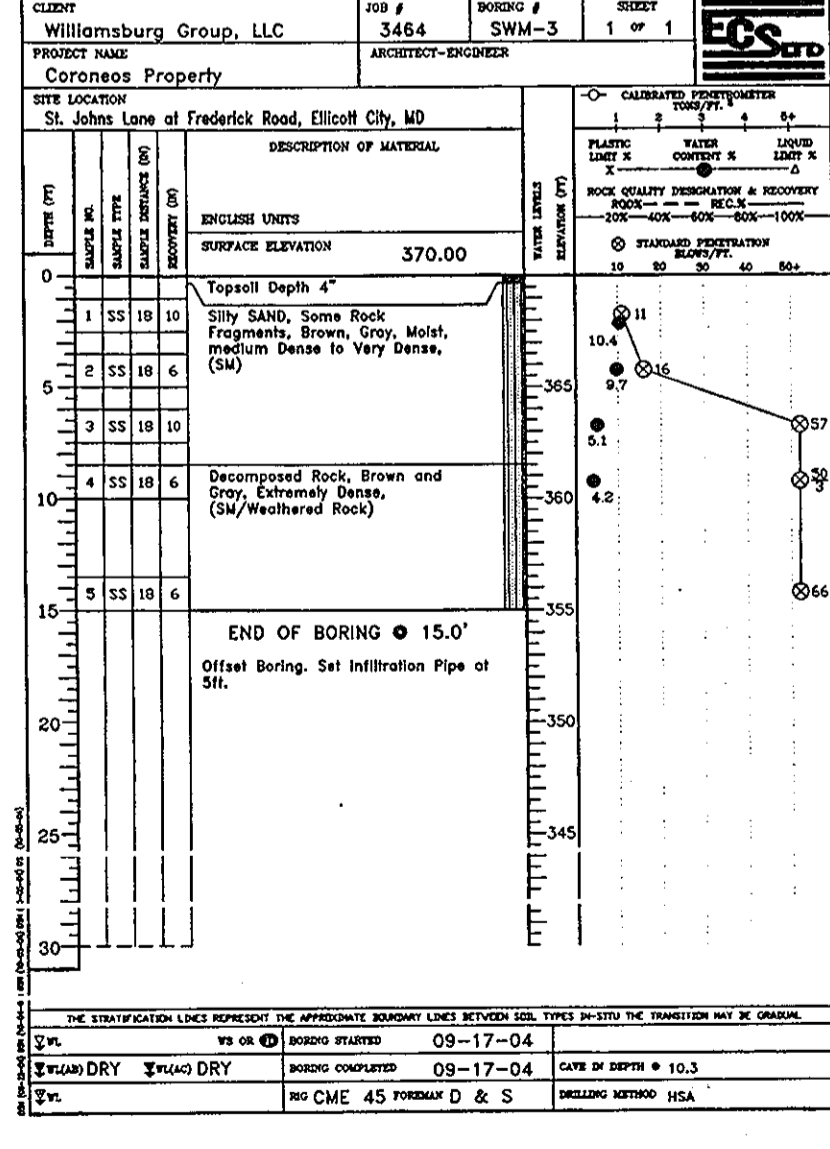 CLIENT
Williamsburg Group, LLC
JOB #
3464
BORING #
SWM-3
SHEET
1 OF 1
ECS LTD
PROJECT NAME
Coroneos Property
ARCHITECT-ENGINEER
SITE LOCATION
St. Johns Lane at Frederick Road, Ellicott City, MD
CALIBRATED PENETROMETER
TONS/FT.²
1 2 3 4 5+
PLASTIC LIMIT %
WATER CONTENT %
LIQUID LIMIT %
X Δ
ROCK QUALITY DESIGNATION & RECOVERY
RQD% — — — REC.% ———
20%—40%—60%—80%—100%
STANDARD PENETRATION
BLOWS/FT.
10 20 30 40 50+
DEPTH (FT)
SAMPLE NO.
SAMPLE TYPE
SAMPLE DISTANCE (IN)
RECOVERY (IN)
DESCRIPTION OF MATERIAL
ENGLISH UNITS
SURFACE ELEVATION 370.00
WATER LEVELS
ELEVATION (FT)
0
Topsoil Depth 4"
1 SS 18 10
Silty SAND, Some Rock
Fragments, Brown, Gray, Moist,
medium Dense to Very Dense,
(SM)
11
10.4
2 SS 18 6
16
9.7
5
365
3 SS 18 10
57
5.1
4 SS 18 6
Decomposed Rock, Brown and
Gray, Extremely Dense,
(SM/Weathered Rock)
50
3
4.2
10
360
5 SS 18 6
66
15
355
END OF BORING @ 15.0'
Offset Boring. Set Infiltration Pipe at
5ft.
20
350
25
345
30
THE STRATIFICATION LINES REPRESENT THE APPROXIMATE BOUNDARY LINES BETWEEN SOIL TYPES IN-SITU THE TRANSITION MAY BE GRADUAL
WL WS OR WD
BORING STARTED 09-17-04
WL(AB) DRY WL(AC) DRY
BORING COMPLETED 09-17-04
CAVE IN DEPTH @ 10.3
WL
RIG CME 45 FOREMAN D & S
DRILLING METHOD HSA